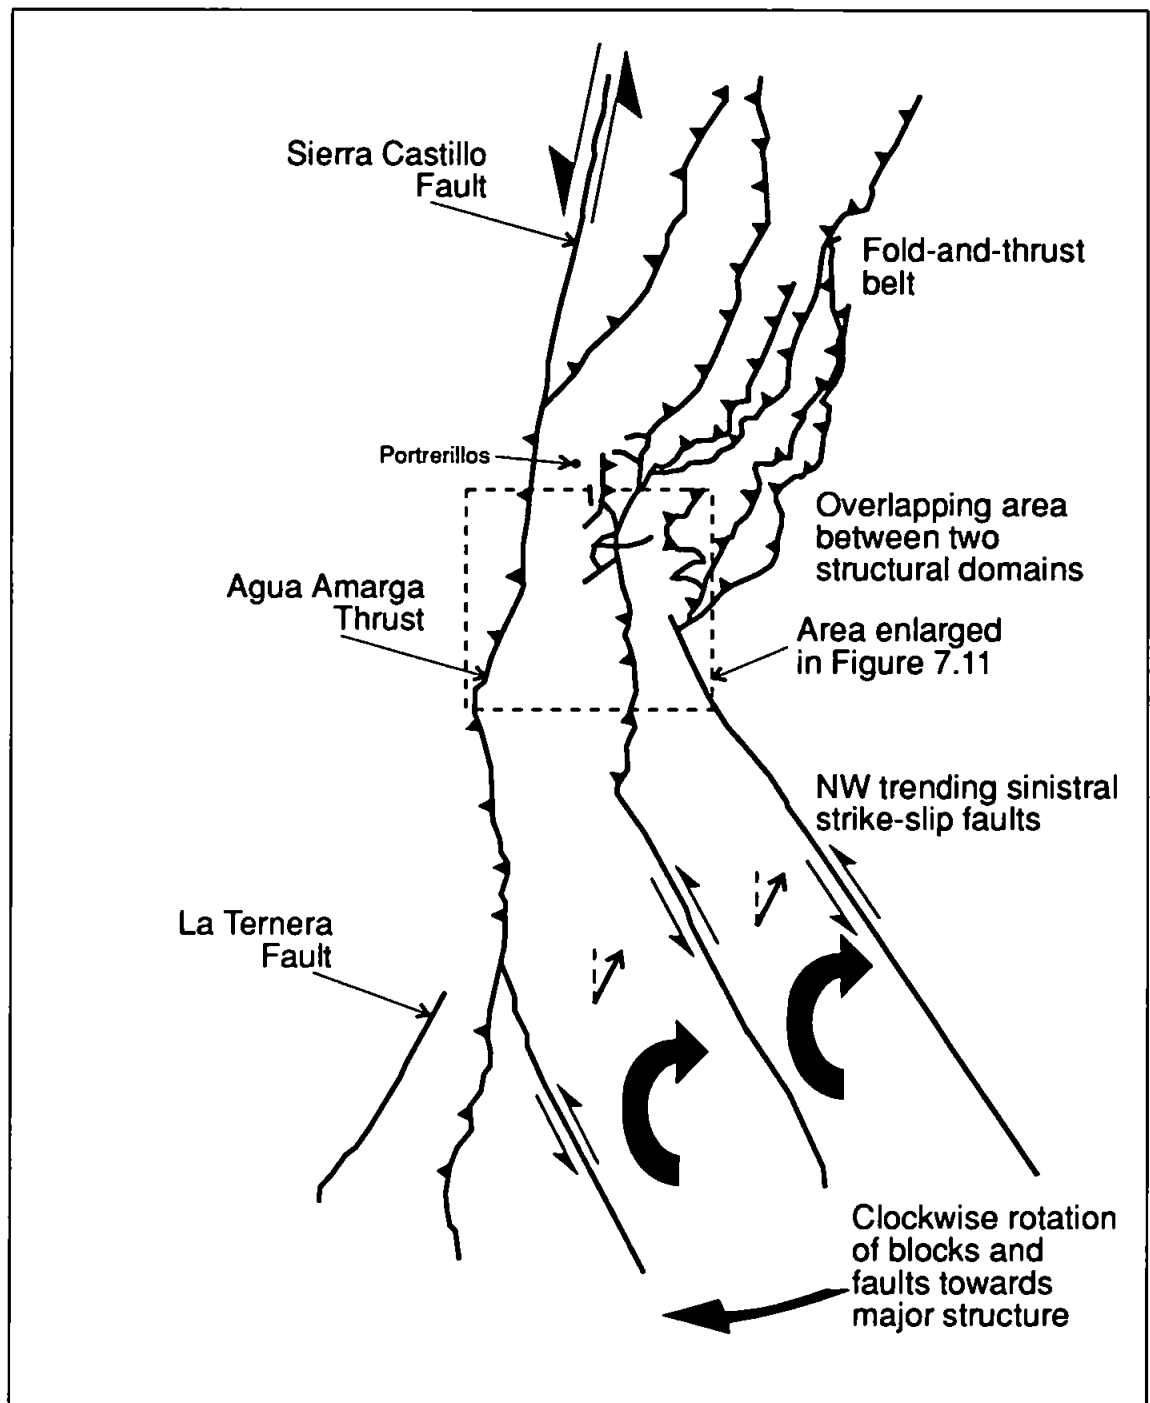 Sierra Castillo
Fault
Fold-and-thrust
belt
Portrerillos
Overlapping area
between two
structural domains
Agua Amarga
Thrust
Area enlarged
in Figure 7.11
NW trending sinistral
strike-slip faults
La Ternera
Fault
Clockwise rotation
of blocks and
faults towards
major structure